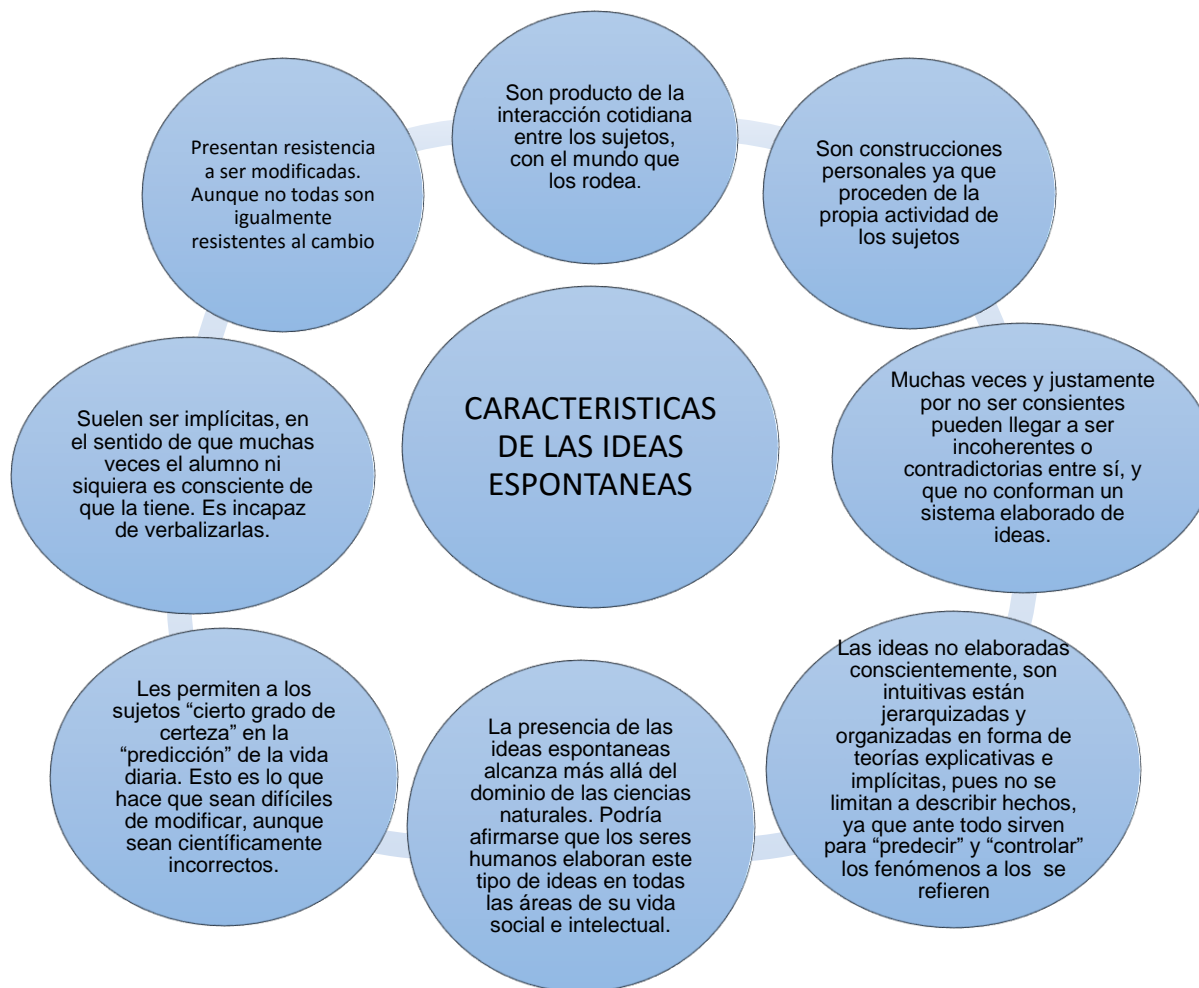 CARACTERISTICAS
DE LAS IDEAS
ESPONTANEAS
Son producto de la
interacción cotidiana
entre los sujetos,
con el mundo que
los rodea.
Son construcciones
personales ya que
proceden de la
propia actividad de
los sujetos
Muchas veces y justamente
por no ser consientes
pueden llegar a ser
incoherentes o
contradictorias entre sí, y
que no conforman un
sistema elaborado de
ideas.
Las ideas no elaboradas
conscientemente, son
intuitivas están
jerarquizadas y
organizadas en forma de
teorías explicativas e
implícitas, pues no se
limitan a describir hechos,
ya que ante todo sirven
para “predecir” y “controlar”
los fenómenos a los se
refieren
La presencia de las
ideas espontaneas
alcanza más allá del
dominio de las ciencias
naturales. Podría
afirmarse que los seres
humanos elaboran este
tipo de ideas en todas
las áreas de su vida
social e intelectual.
Les permiten a los
sujetos “cierto grado de
certeza” en la
“predicción” de la vida
diaria. Esto es lo que
hace que sean difíciles
de modificar, aunque
sean científicamente
incorrectos.
Suelen ser implícitas, en
el sentido de que muchas
veces el alumno ni
siquiera es consciente de
que la tiene. Es incapaz
de verbalizarlas.
Presentan resistencia
a ser modificadas.
Aunque no todas son
igualmente
resistentes al cambio